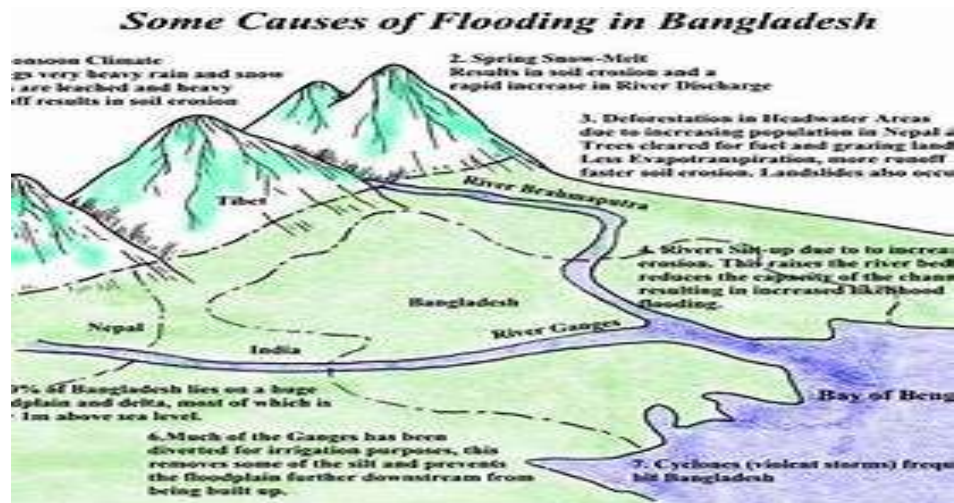 Some Causes of Flooding in Bangladesh
onsoon Climate
gs very heavy rain and snow
are leached and heavy
off results in soil erosion
2. Spring Snow-Melt
Results in soil erosion and a
rapid increase in River Discharge
3. Deforestation in Headwater Areas
due to increasing population in Nepal a
Trees cleared for fuel and grazing land
Less Evapotranspiration, more runoff
faster soil erosion. Landslides also occu
River Brahmaputra
Tibet
4. Rivers Silt-up due to to increa
erosion. This raises the river bed
reduces the capacity of the chann
resulting in increased likelihood
flooding.
Bangladesh
Nepal
River Ganges
India
0% of Bangladesh lies on a huge
dplain and delta, most of which is
1m above sea level.
Bay of Beng
6.Much of the Ganges has been
diverted for irrigation purposes, this
removes some of the silt and prevents
the floodplain further downstream from
being built up.
7. Cyclones (violent storms) frequ
hit Bangladesh